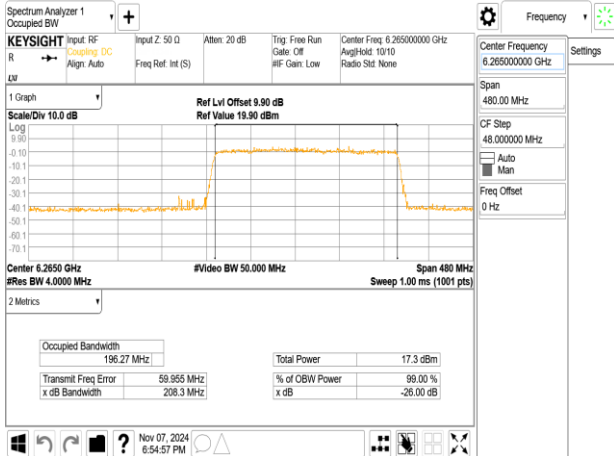 Spectrum Analyzer 1
Occupied BW
KEYSIGHT
R
LXI
Input: RF
Coupling: DC
Align: Auto
Input Z: 50 Ω
Freq Ref: Int (S)
Atten: 20 dB
Trig: Free Run
Gate: Off
#IF Gain: Low
Center Freq: 6.265000000 GHz
Avg|Hold: 10/10
Radio Std: None
1 Graph
Scale/Div 10.0 dB
Ref Lvl Offset 9.90 dB
Ref Value 19.90 dBm
Log
9.90
-0.10
-10.1
-20.1
-30.1
-40.1
-50.1
-60.1
-70.1
Center 6.2650 GHz
#Res BW 4.0000 MHz
#Video BW 50.000 MHz
Span 480 MHz
Sweep 1.00 ms (1001 pts)
2 Metrics
Occupied Bandwidth
196.27 MHz
Transmit Freq Error 59.955 MHz
x dB Bandwidth 208.3 MHz
Total Power 17.3 dBm
% of OBW Power 99.00 %
x dB -26.00 dB
?
Nov 07, 2024
6:54:57 PM
Frequency
Center Frequency
6.265000000 GHz
Span
480.00 MHz
CF Step
48.000000 MHz
Auto
Man
Freq Offset
0 Hz
Settings